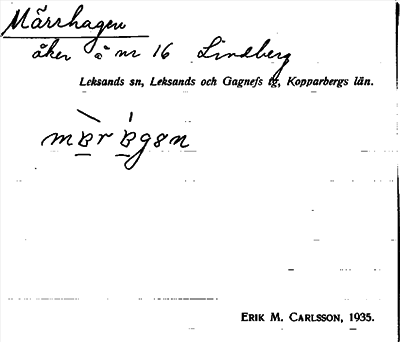 Märrhagen
åker å nr 16 Lindberg
Leksands sn, Leksands och Gagnefs tg, Kopparbergs län.
ERIK M. CARLSSON, 1935.